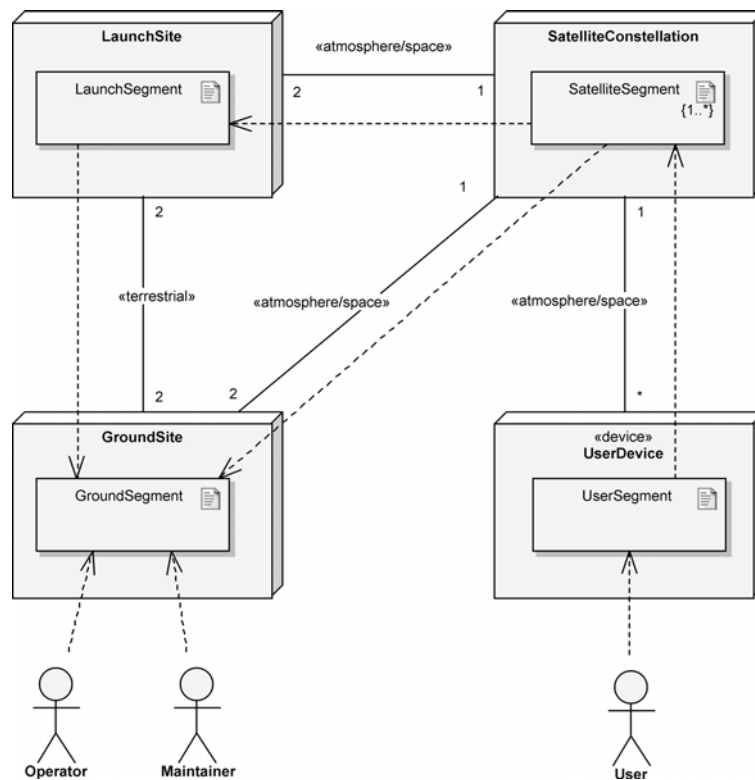 LaunchSite
«atmosphere/space»
SatelliteConstellation
LaunchSegment
SatelliteSegment
{1..*}
2
1
2
1
1
«terrestrial»
«atmosphere/space»
«atmosphere/space»
2
2
*
GroundSite
«device»
UserDevice
GroundSegment
UserSegment
Operator
Maintainer
User